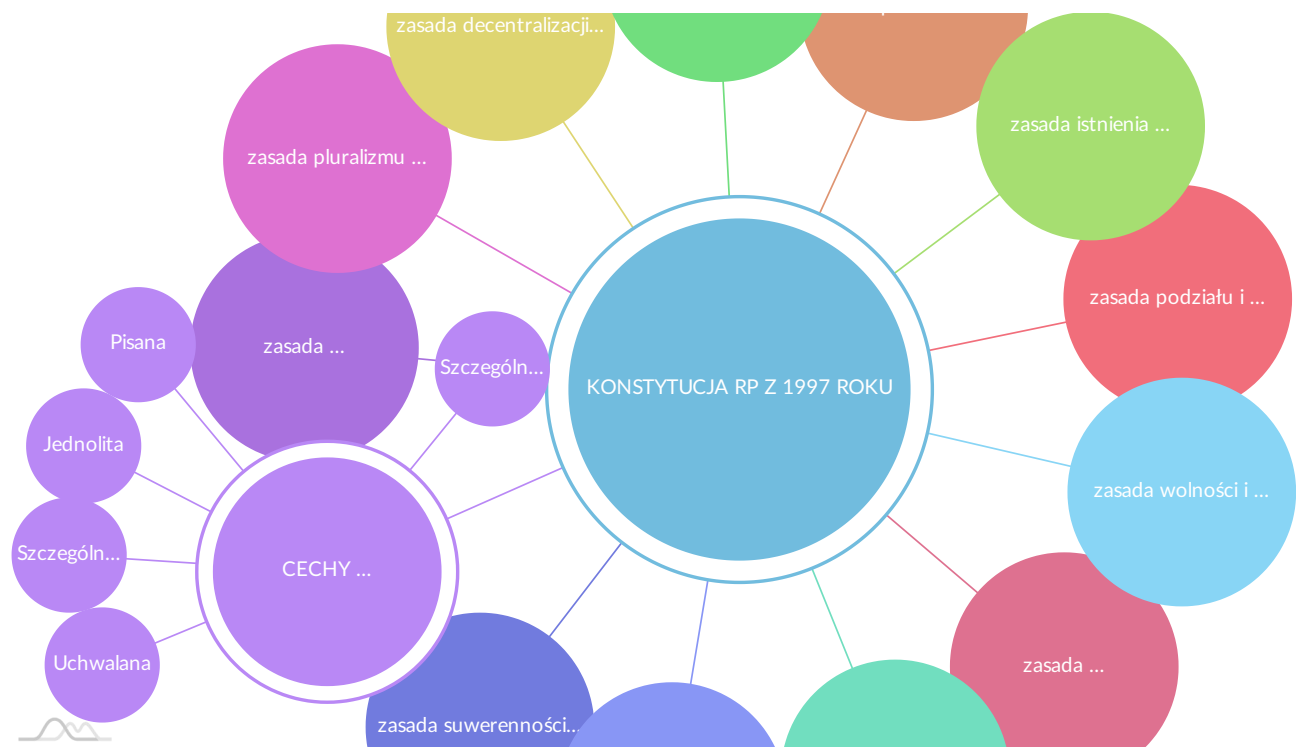 zasada decentralizacji...
zasada istnienia ...
zasada pluralizmu ...
zasada podziału i ...
Pisana
zasada ...
Szczególn...
KONSTYTUCJA RP Z 1997 ROKU
Jednolita
zasada wolności i ...
Szczególn...
CECHY ...
Uchwalana
zasada ...
zasada suwerenności...